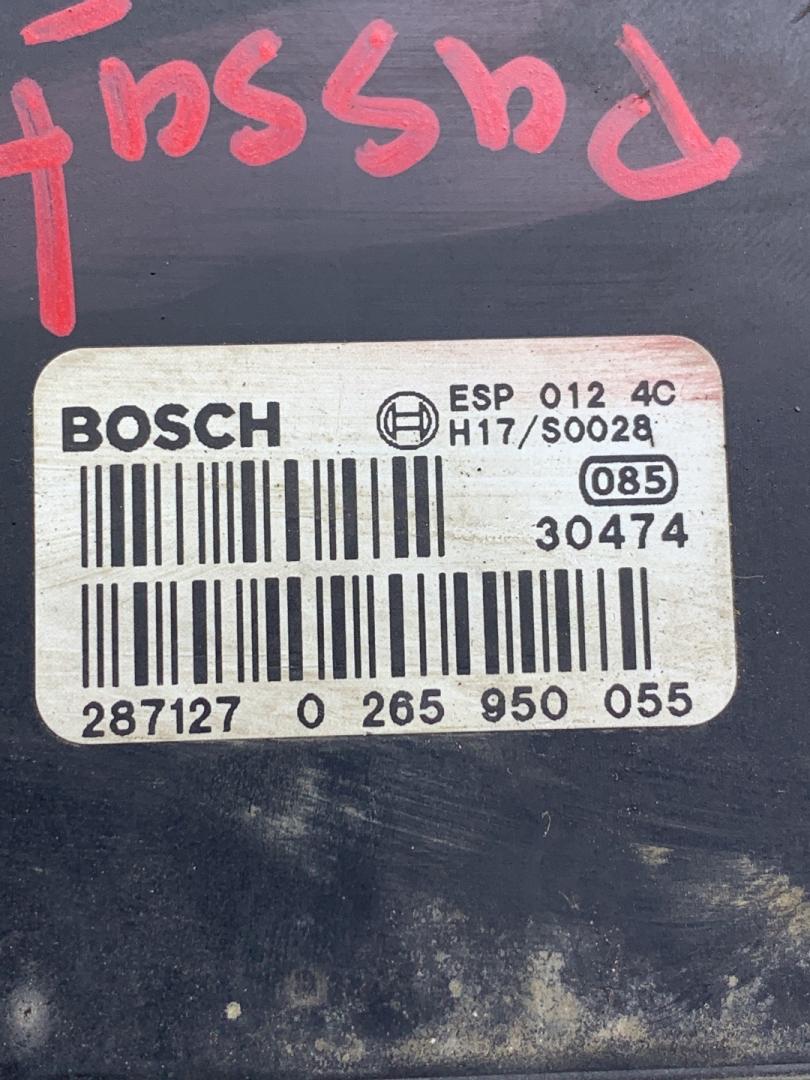 Passat
BOSCH
ESP 012 4C
H17/S0028
085
30474
287127 0 265 950 055